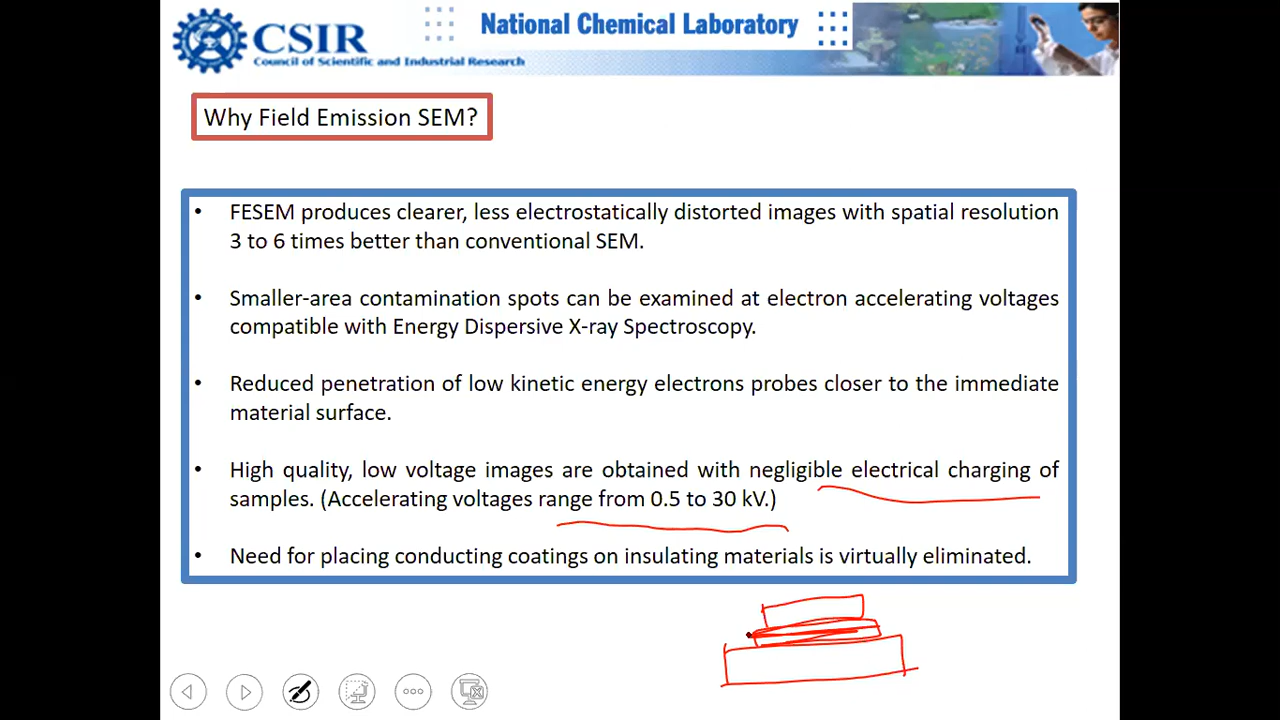 CSIR
Council of Scientific and Industrial Research
National Chemical Laboratory
Why Field Emission SEM?
• FESEM produces clearer, less electrostatically distorted images with spatial resolution
3 to 6 times better than conventional SEM.
• Smaller-area contamination spots can be examined at electron accelerating voltages
compatible with Energy Dispersive X-ray Spectroscopy.
• Reduced penetration of low kinetic energy electrons probes closer to the immediate
material surface.
• High quality, low voltage images are obtained with negligible electrical charging of
samples. (Accelerating voltages range from 0.5 to 30 kV.)
• Need for placing conducting coatings on insulating materials is virtually eliminated.